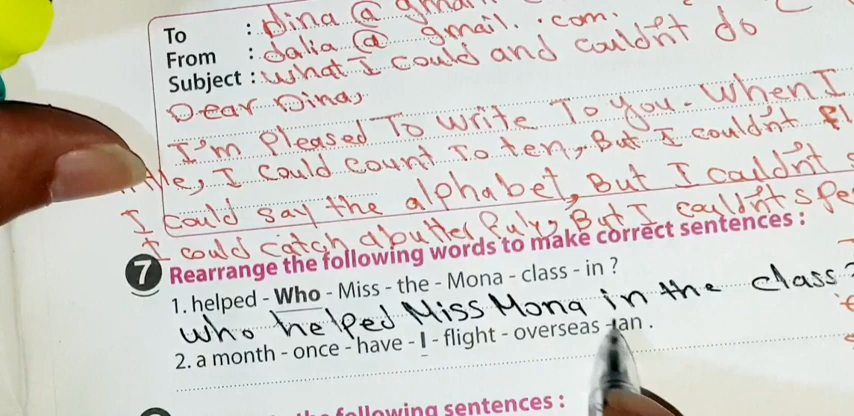 To : Dina @ gmail
From : dalia @ gmail. .com.
Subject : What I could and couldn't do
Dear Dina,
I'm pleased To write To you. When I
I could count To ten, But I couldn't
I could say the alphabet, But I couldn't
I could catch a butter But I couldn't
7 Rearrange the following words to make correct sentences :
1. helped - Who - Miss - the - Mona - class - in ?
Who helped Miss Mona in the class?
2. a month - once - have - I - flight - overseas - an .
following sentences :